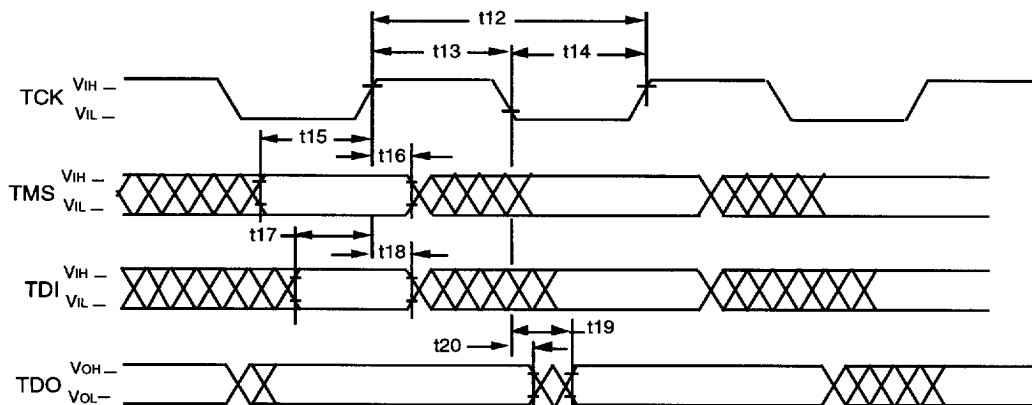 t12
t13 t14
TCK VIH
VIL
t15
t16
TMS VIH
VIL
t17
t18
TDI VIH
VIL
t19
t20
TDO VOH
VOL